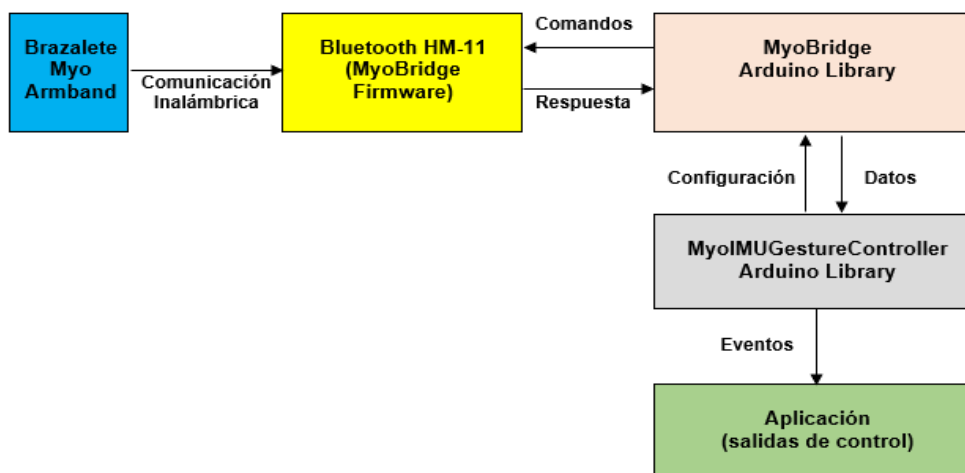 Brazalete
Myo
Armband
Comunicación
Inalámbrica
Bluetooth HM-11
(MyoBridge
Firmware)
Comandos
Respuesta
MyoBridge
Arduino Library
Configuración
Datos
MyoIMUGestureController
Arduino Library
Eventos
Aplicación
(salidas de control)